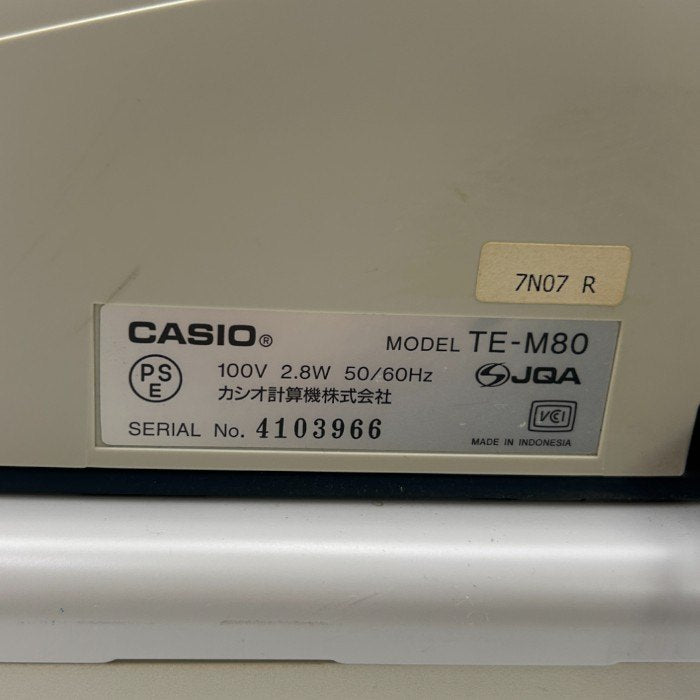 7N07 R
CASIO®
MODEL TE-M80
PS
E
100V 2.8W 50/60Hz
JQA
カシオ計算機株式会社
VCI
SERIAL No. 4103966
MADE IN INDONESIA